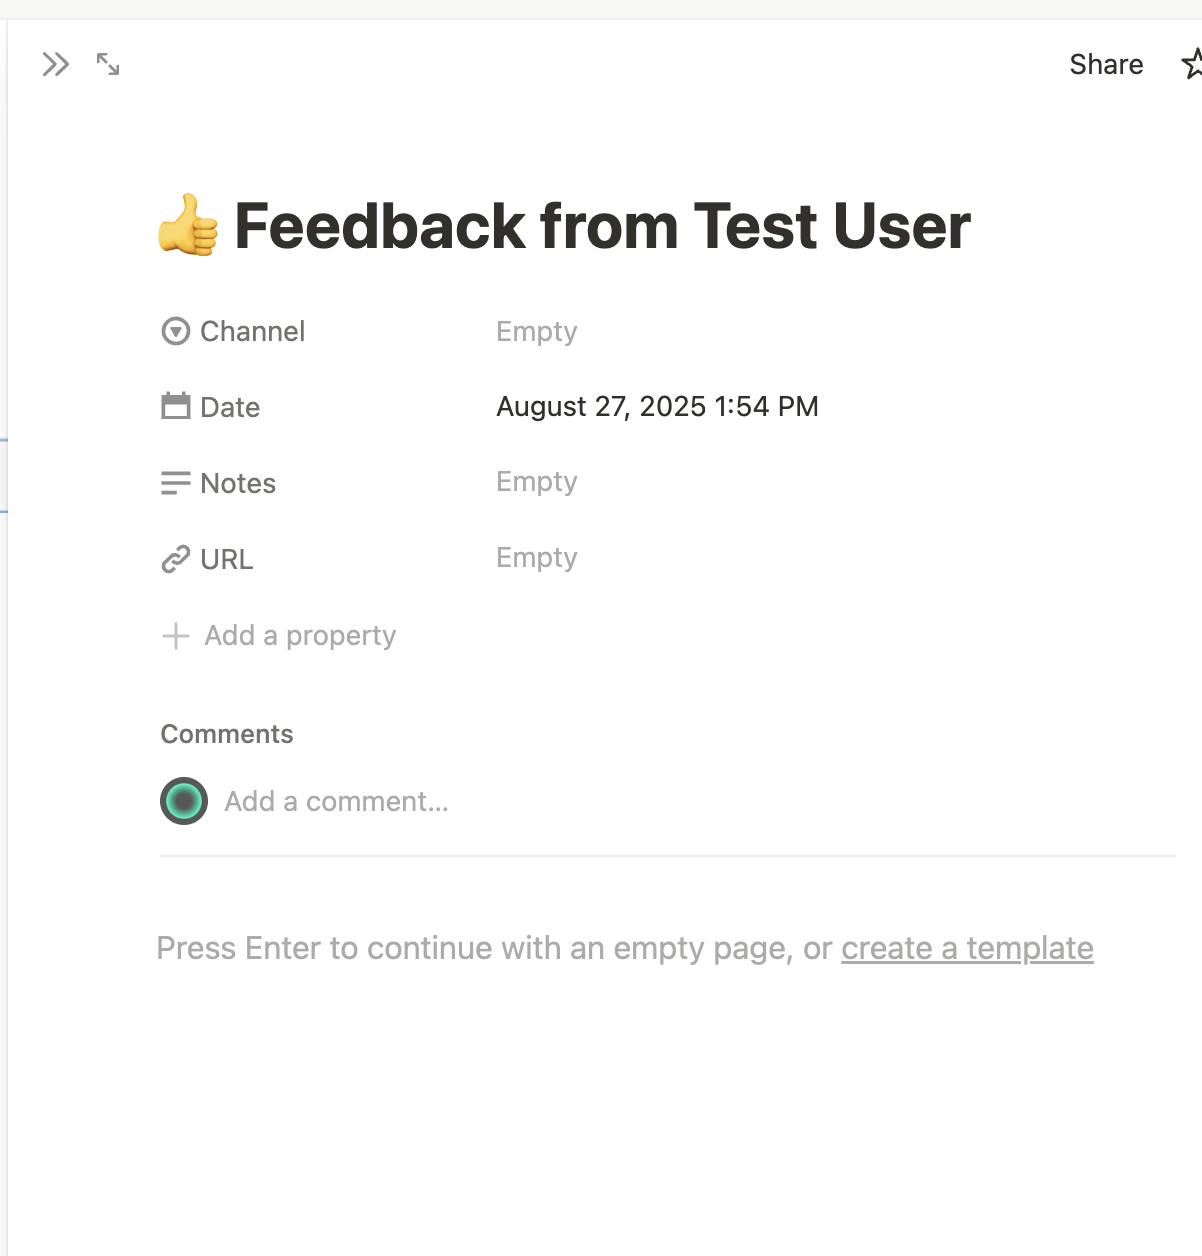 Share
👍 Feedback from Test User
Channel Empty
Date August 27, 2025 1:54 PM
Notes Empty
URL Empty
Add a property
Comments
Add a comment...
Press Enter to continue with an empty page, or create a template